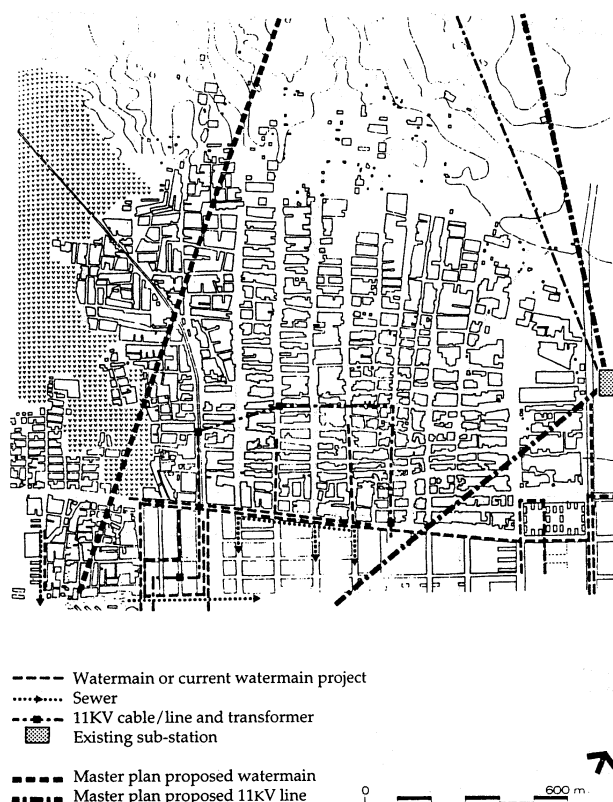 Watermain or current watermain project
Sewer
11KV cable/line and transformer
Existing sub-station
Master plan proposed watermain
Master plan proposed 11KV line
0 600 m